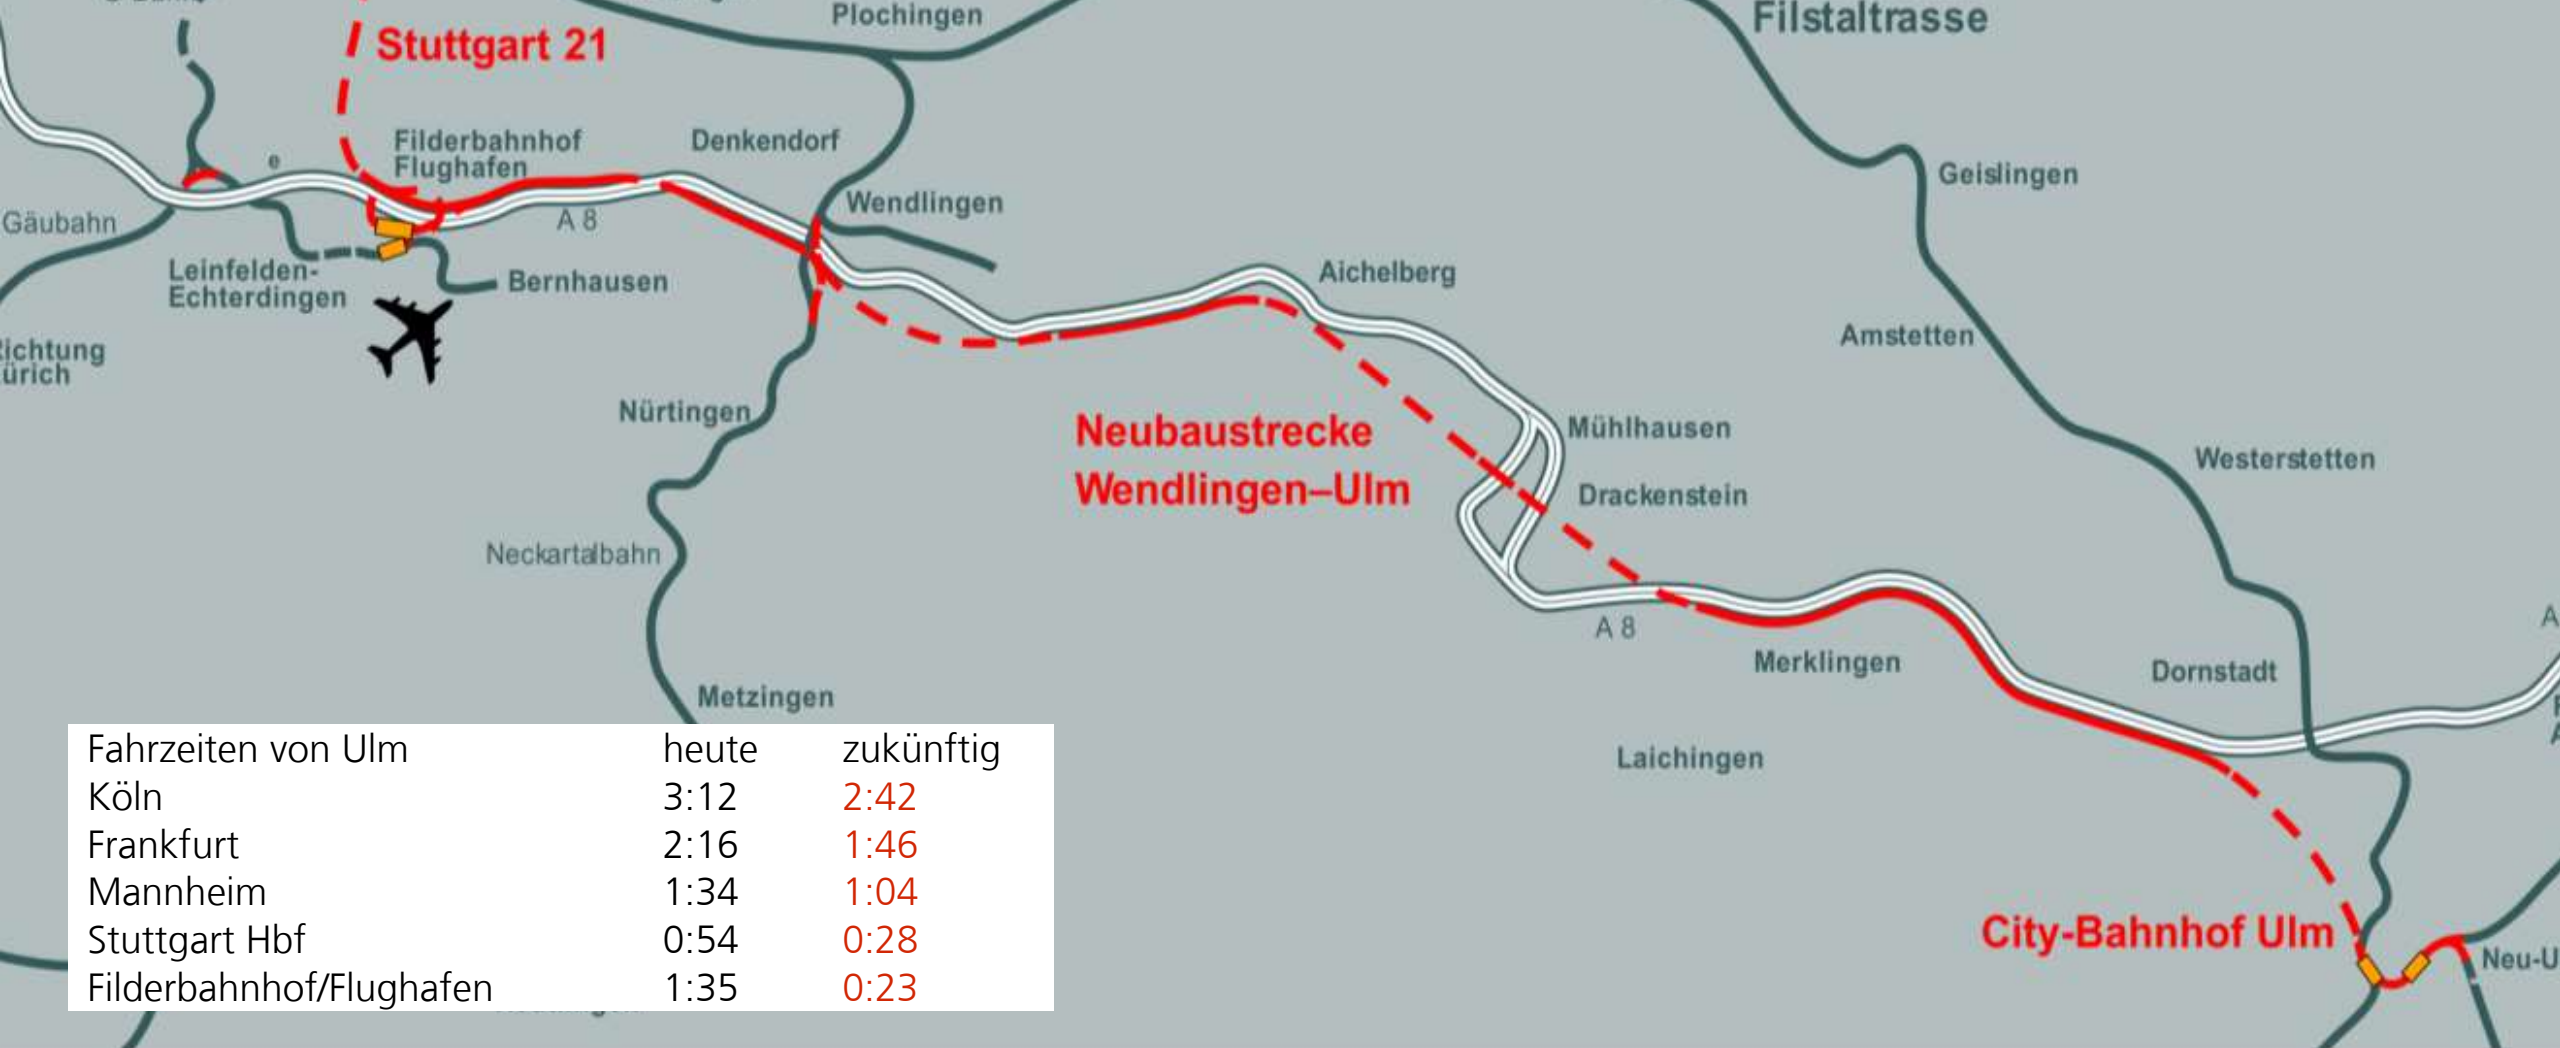 Plochingen
Filstaltrasse
Stuttgart 21
Filderbahnhof
Flughafen
Denkendorf
e
Geislingen
Wendlingen
Gäubahn
A 8
Leinfelden-
Echterdingen
Bernhausen
Aichelberg
ichtung
ürich
Amstetten
Nürtingen
Neubaustrecke
Wendlingen–Ulm
Mühlhausen
Westerstetten
Drackenstein
Neckartalbahn
A 8
A
Merklingen
Dornstadt
Metzingen
Laichingen
Fahrzeiten von Ulm heute zukünftig
Köln 3:12 2:42
Frankfurt 2:16 1:46
Mannheim 1:34 1:04
Stuttgart Hbf 0:54 0:28
Filderbahnhof/Flughafen 1:35 0:23
City-Bahnhof Ulm
Neu-U